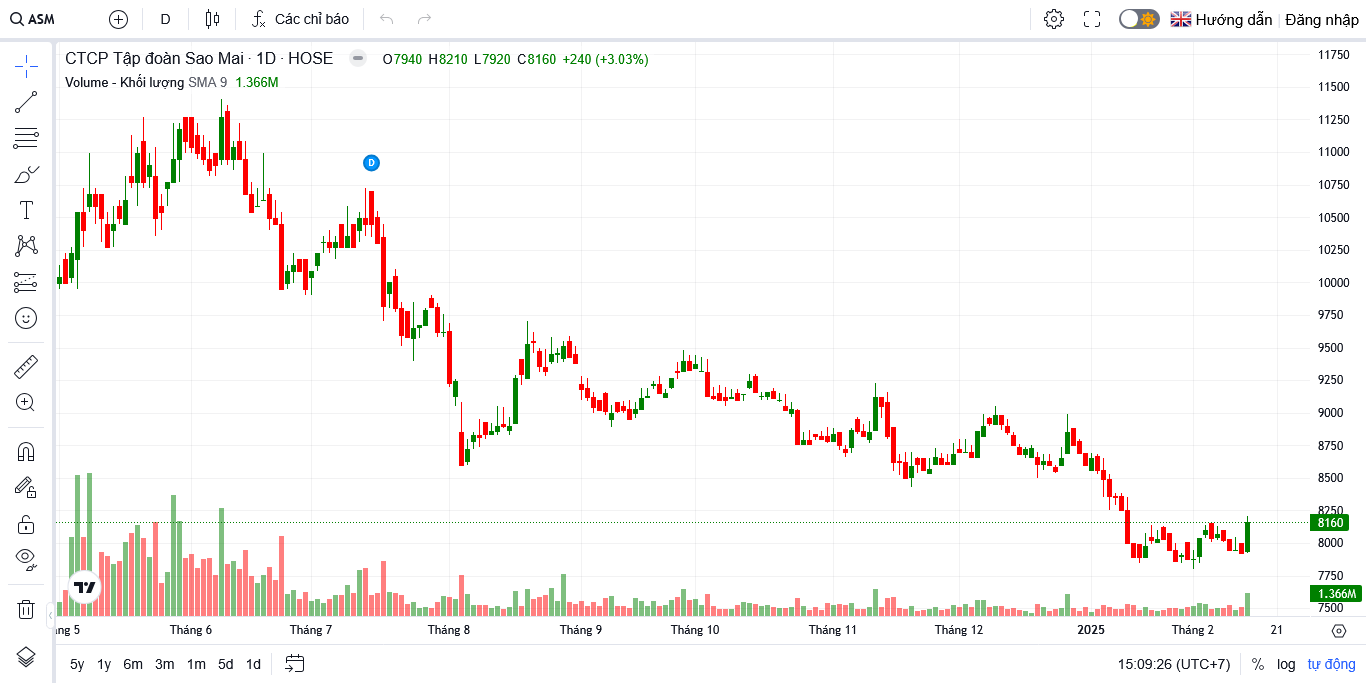 ASM D Các chỉ báo Hướng dẫn Đăng nhập
CTCP Tập đoàn Sao Mai · 1D · HOSE O7940 H8210 L7920 C8160 +240 (+3.03%)
Volume - Khối lượng SMA 9 1.366M
D
11750
11500
11250
11000
10750
10500
10250
10000
9750
9500
9250
9000
8750
8500
8250
8160
8000
7750
1.366M
7500
ng 5 Tháng 6 Tháng 7 Tháng 8 Tháng 9 Tháng 10 Tháng 11 Tháng 12 2025 Tháng 2 21
5y 1y 6m 3m 1m 5d 1d 15:09:26 (UTC+7) % log tự động